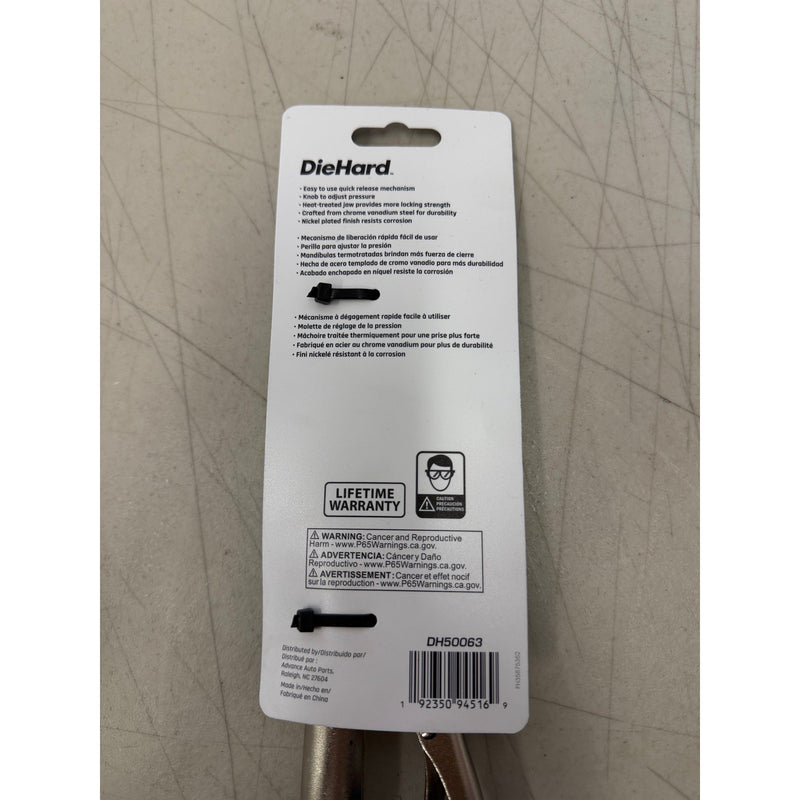 DieHard
• Easy to use quick release mechanism
• Knob to adjust pressure
• Heat-treated jaw provides more locking strength
• Crafted from chrome vanadium steel for durability
• Nickel plated finish resists corrosion
• Mecanismo de liberación rápida fácil de usar
• Perilla para ajustar la presión
• Mandíbulas termotratadas brindan más fuerza de cierre
• Hecha de acero templado de cromo vanadio para más durabilidad
• Acabado enchapado en níquel resiste la corrosión
• Mécanisme à dégagement rapide facile à utiliser
• Molette de réglage de la pression
• Mâchoire traitée thermiquement pour une prise plus forte
• Fabriqué en acier au chrome vanadium pour plus de durabilité
• Fini nickelé résistant à la corrosion
LIFETIME
WARRANTY
CAUTION
PRECAUCIÓN
PRÉCAUTIONS
⚠ WARNING: Cancer and Reproductive
Harm - www.P65Warnings.ca.gov.
⚠ ADVERTENCIA: Cáncer y Daño
Reproductivo - www.P65Warnings.ca.gov.
⚠ AVERTISSEMENT: Cancer et effet nocif
sur la reproduction - www.P65Warnings.ca.gov.
Distributed by/Distribuido por/
Distribué par :
Advance Auto Parts,
Raleigh, NC 27604
Made in/Hecho en/
Fabriqué en China
DH50063
1 92350 94516 9